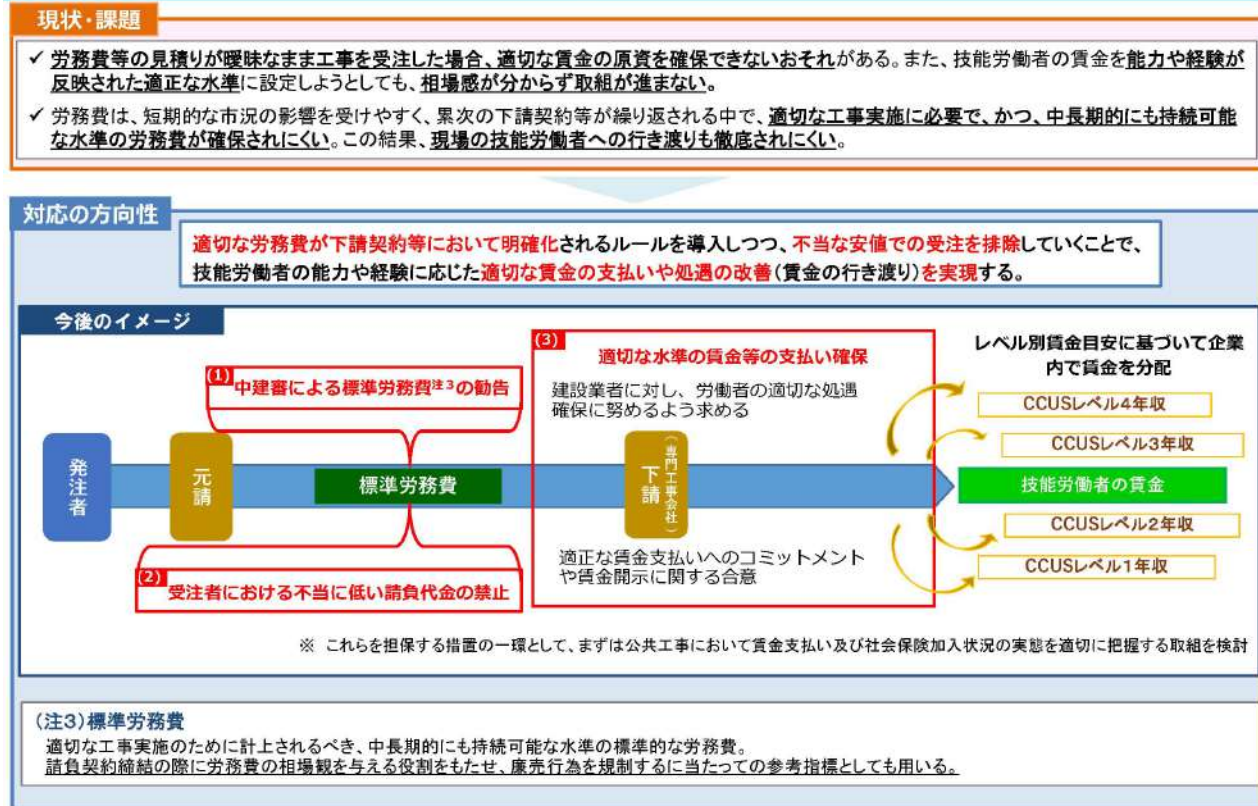 現状・課題
✓ 労務費等の見積りが曖昧なまま工事を受注した場合、適切な賃金の原資を確保できないおそれがある。また、技能労働者の賃金を能力や経験が
反映された適正な水準に設定しようとしても、相場感が分からず取組が進まない。
✓ 労務費は、短期的な市況の影響を受けやすく、累次の下請契約等が繰り返される中で、適切な工事実施に必要で、かつ、中長期的にも持続可能
な水準の労務費が確保されにくい。この結果、現場の技能労働者への行き渡りも徹底されにくい。
対応の方向性
適切な労務費が下請契約等において明確化されるルールを導入しつつ、不当な安値での受注を排除していくことで、
技能労働者の能力や経験に応じた適切な賃金の支払いや処遇の改善(賃金の行き渡り)を実現する。
今後のイメージ
(1)
中建審による標準労務費注3の勧告
(3)
適切な水準の賃金等の支払い確保
建設業者に対し、労働者の適切な処遇
確保に努めるよう求める
レベル別賃金目安に基づいて企業
内で賃金を分配
CCUSレベル4年収
CCUSレベル3年収
発注者
元請
標準労務費
下請
(専門工事会社)
技能労働者の賃金
CCUSレベル2年収
CCUSレベル1年収
(2)
受注者における不当に低い請負代金の禁止
適正な賃金支払いへのコミットメント
や賃金開示に関する合意
※ これらを担保する措置の一環として、まずは公共工事において賃金支払い及び社会保険加入状況の実態を適切に把握する取組を検討
(注3)標準労務費
適切な工事実施のために計上されるべき、中長期的にも持続可能な水準の標準的な労務費。
請負契約締結の際に労務費の相場観を与える役割をもたせ、廉売行為を規制するに当たっての参考指標としても用いる。